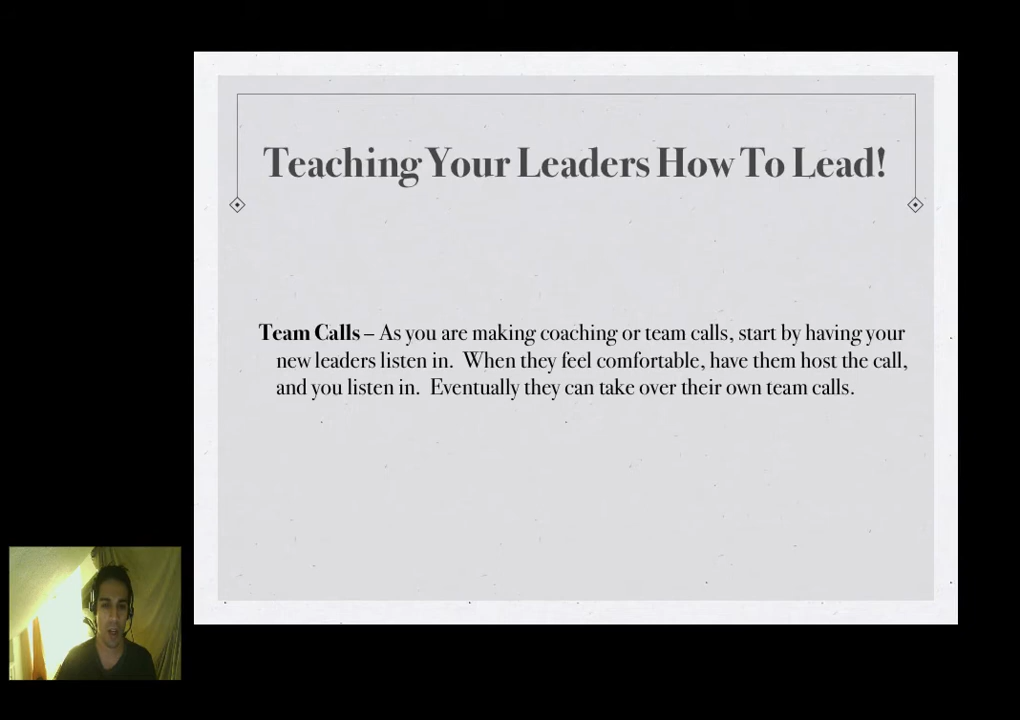 Teaching Your Leaders How To Lead!
Team Calls – As you are making coaching or team calls, start by having your
new leaders listen in.  When they feel comfortable, have them host the call,
and you listen in.  Eventually they can take over their own team calls.